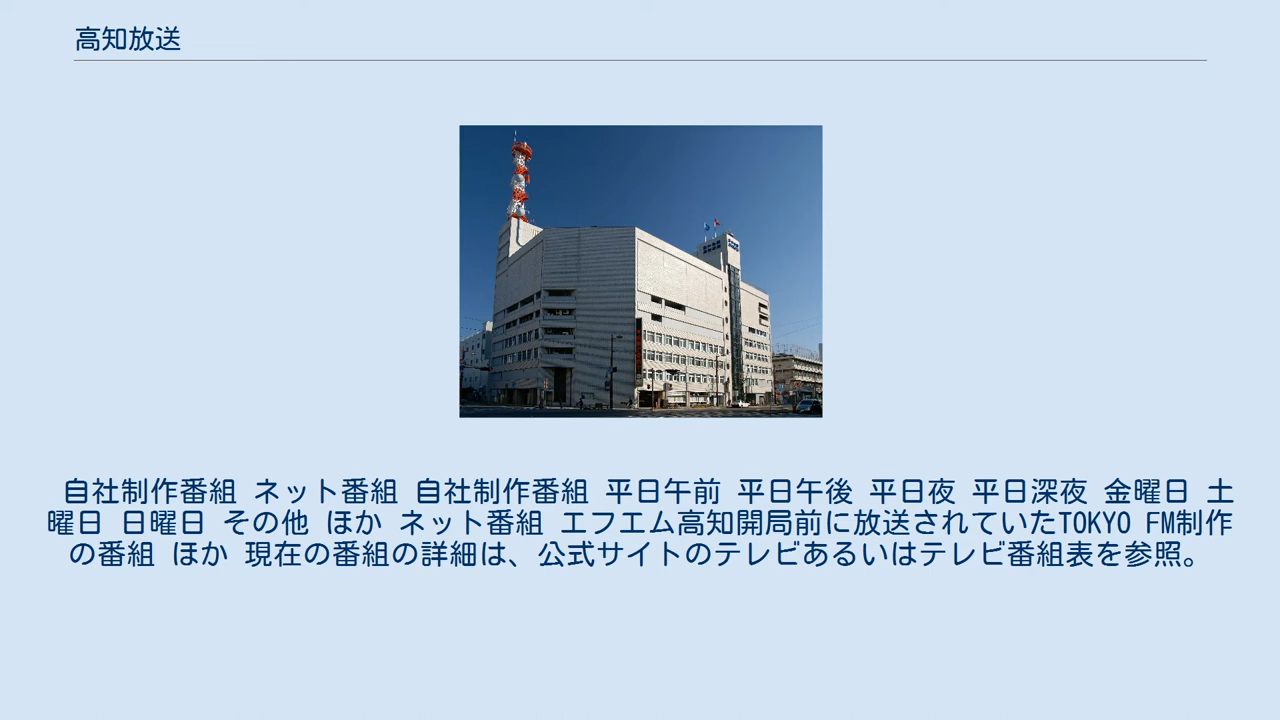 高知放送
自社制作番組 ネット番組 自社制作番組 平日午前 平日午後 平日夜 平日深夜 金曜日 土
曜日 日曜日 その他 ほか ネット番組 エフエム高知開局前に放送されていたTOKYO FM制作
の番組 ほか 現在の番組の詳細は、公式サイトのテレビあるいはテレビ番組表を参照。